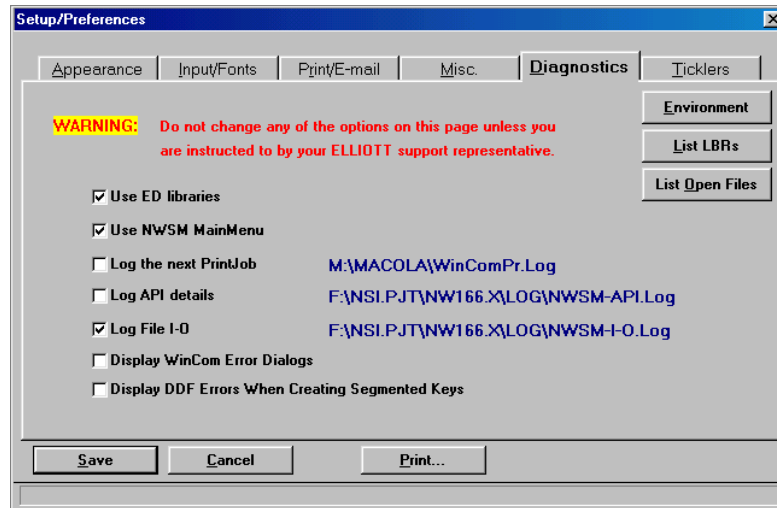 Setup/Preferences
Appearance Input/Fonts Print/E-mail Misc. Diagnostics Ticklers
Environment
WARNING: Do not change any of the options on this page unless you
are instructed to by your ELLIOTT support representative.
List LBRs
List Open Files
Use ED libraries
Use NWSM MainMenu
Log the next PrintJob M:\MACOLA\WinComPr.Log
Log API details F:\NSI.PJT\NW166.X\LOG\NWSM-API.Log
Log File I-O F:\NSI.PJT\NW166.X\LOG\NWSM-I-O.Log
Display WinCom Error Dialogs
Display DDF Errors When Creating Segmented Keys
Save Cancel Print...